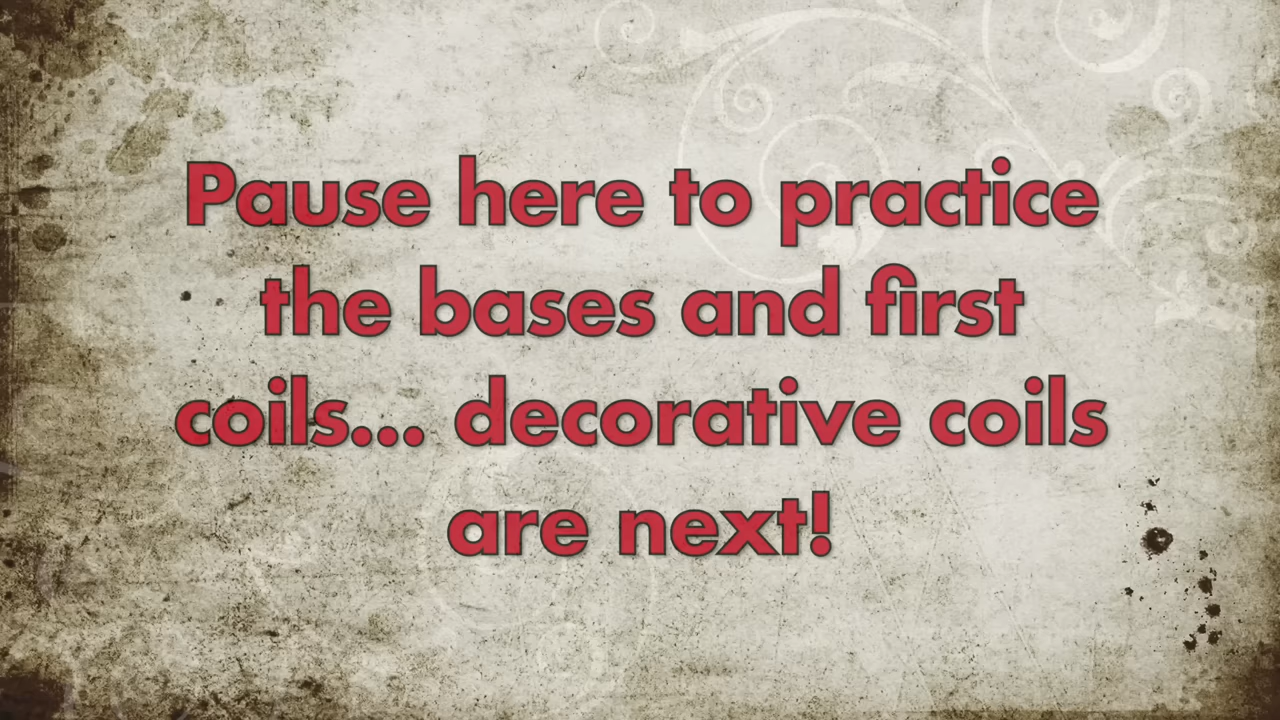 Pause here to practice
the bases and first
coils... decorative coils
are next!